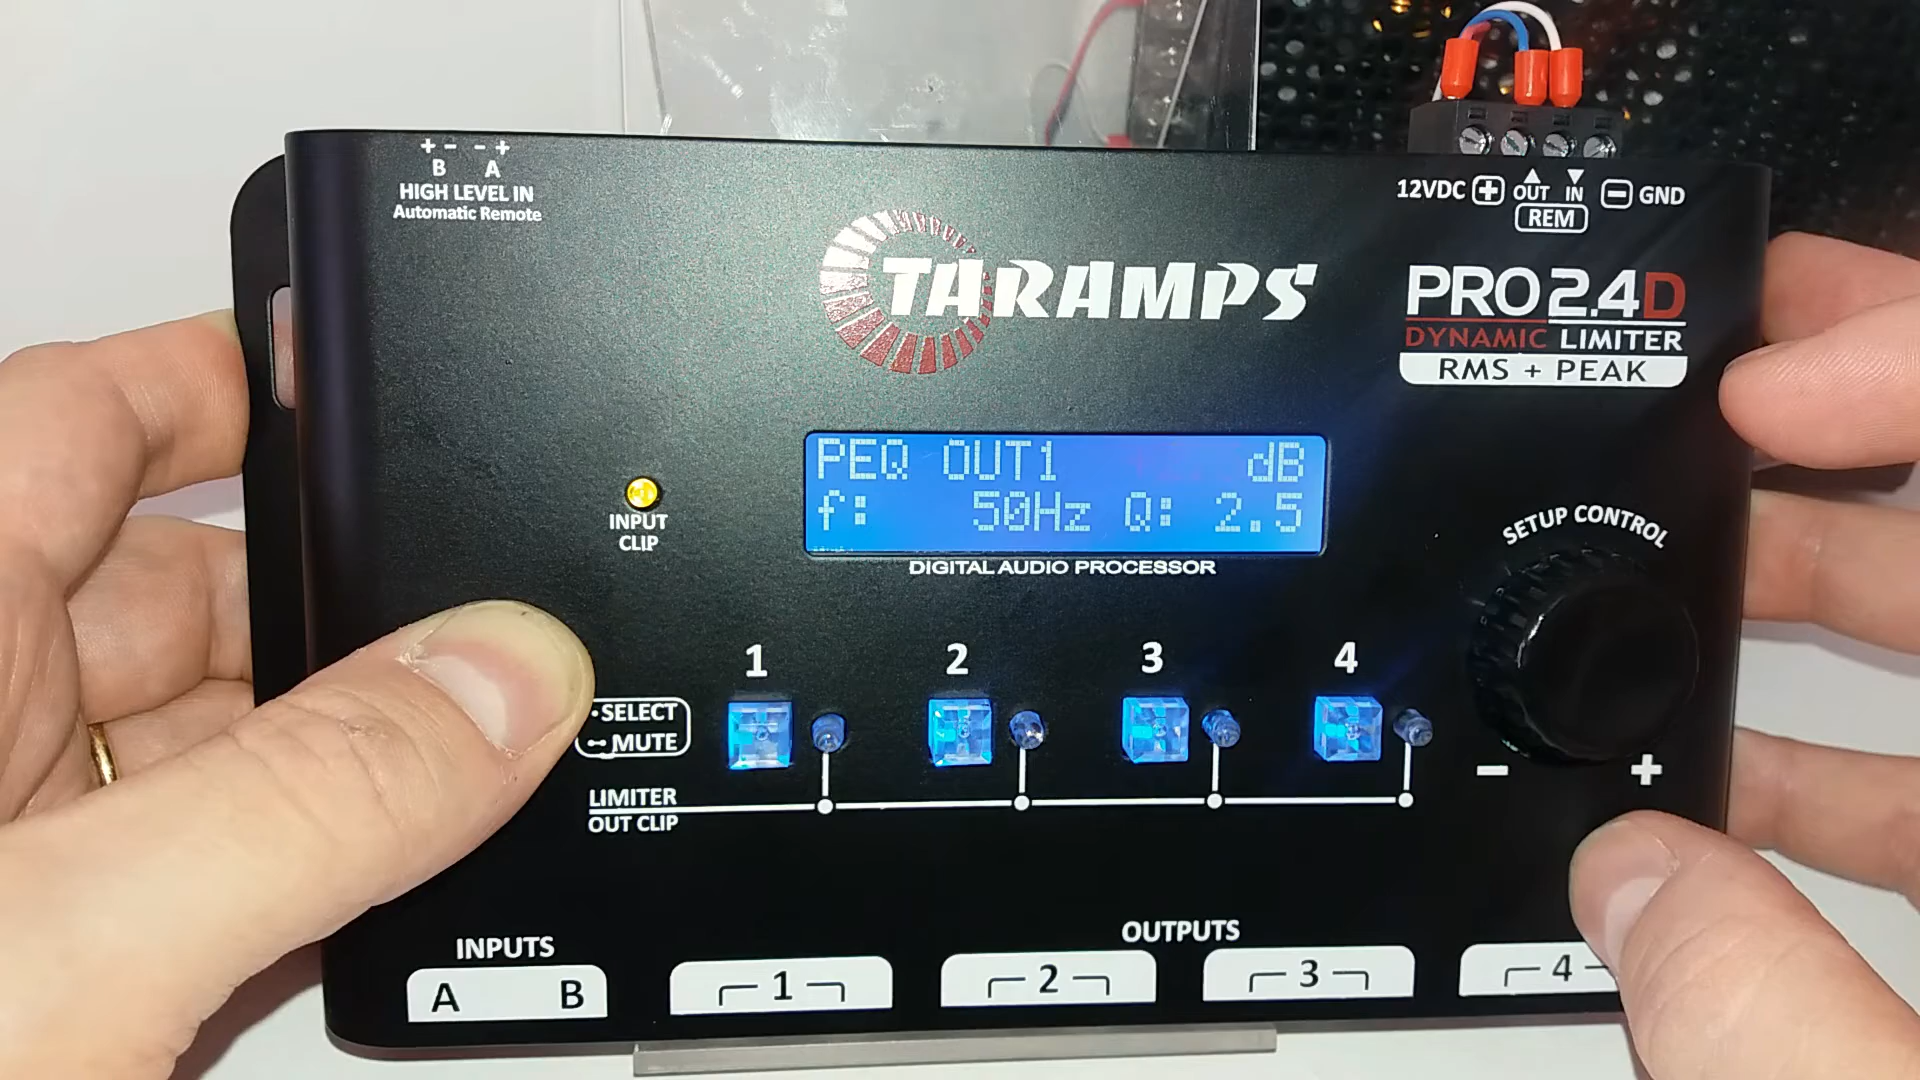 + - - +
B A
HIGH LEVEL IN
Automatic Remote
12VDC + OUT IN - GND
REM
TARAMPS
PRO 2.4D
DYNAMIC LIMITER
RMS + PEAK
PEQ OUT1 dB
f: 50Hz Q: 2.5
DIGITAL AUDIO PROCESSOR
INPUT
CLIP
SETUP CONTROL
1 2 3 4
SELECT
MUTE
- +
LIMITER
OUT CLIP
INPUTS
A B
OUTPUTS
1 2 3 4